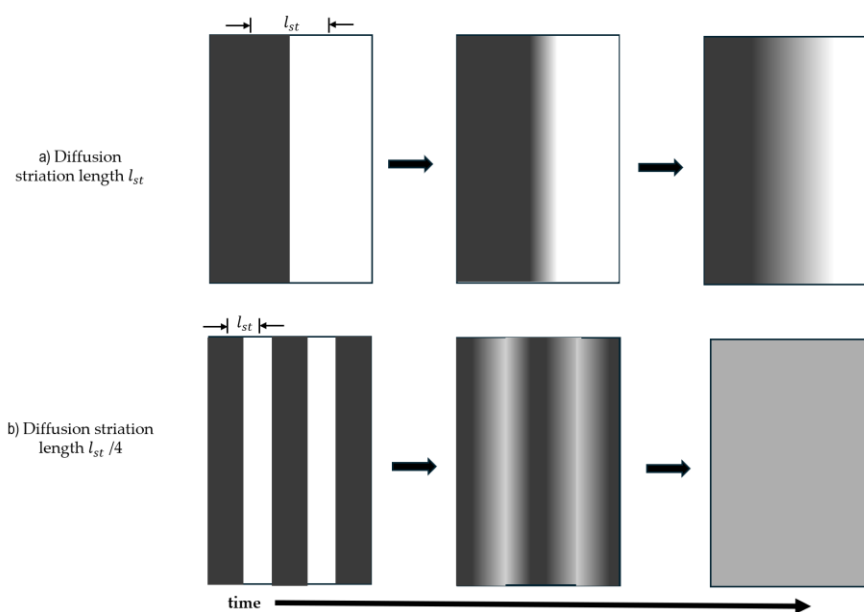 l_st
a) Diffusion
striation length l_st
l_st
b) Diffusion striation
length l_st /4
time